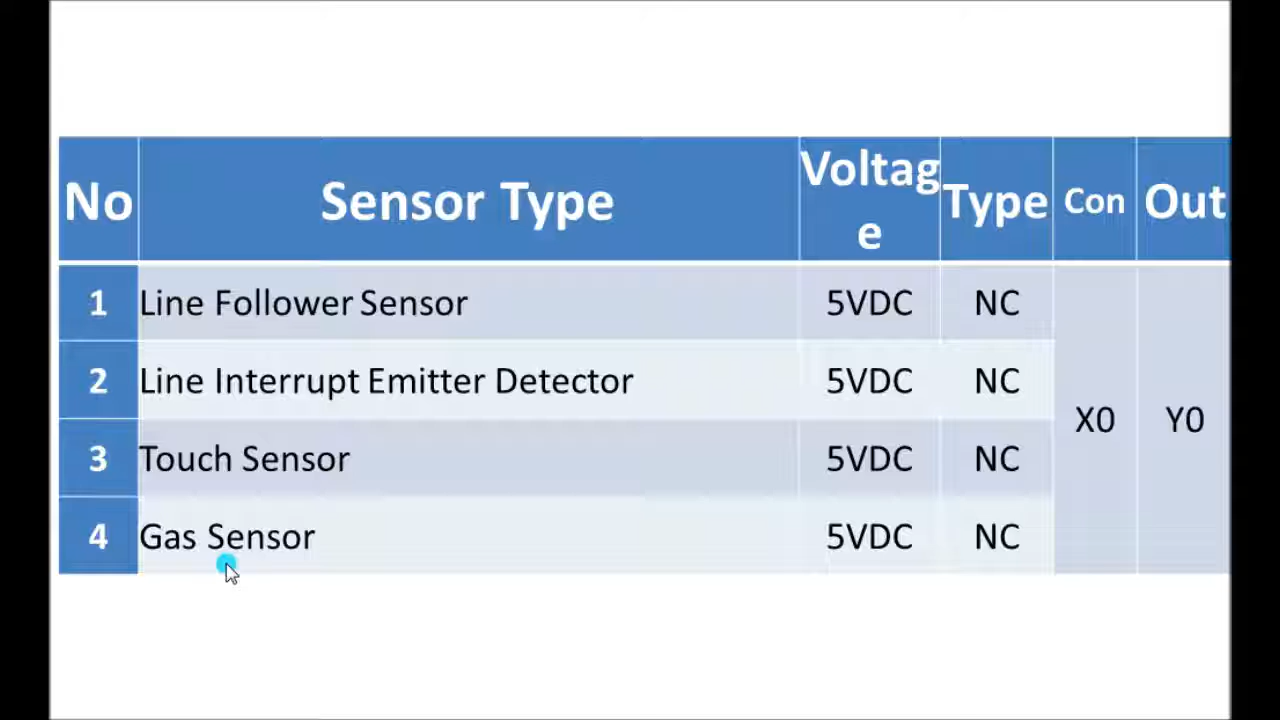 No Sensor Type Voltag
e Type Con Out
1 Line Follower Sensor 5VDC NC
2 Line Interrupt Emitter Detector 5VDC NC
X0 Y0
3 Touch Sensor 5VDC NC
4 Gas Sensor 5VDC NC